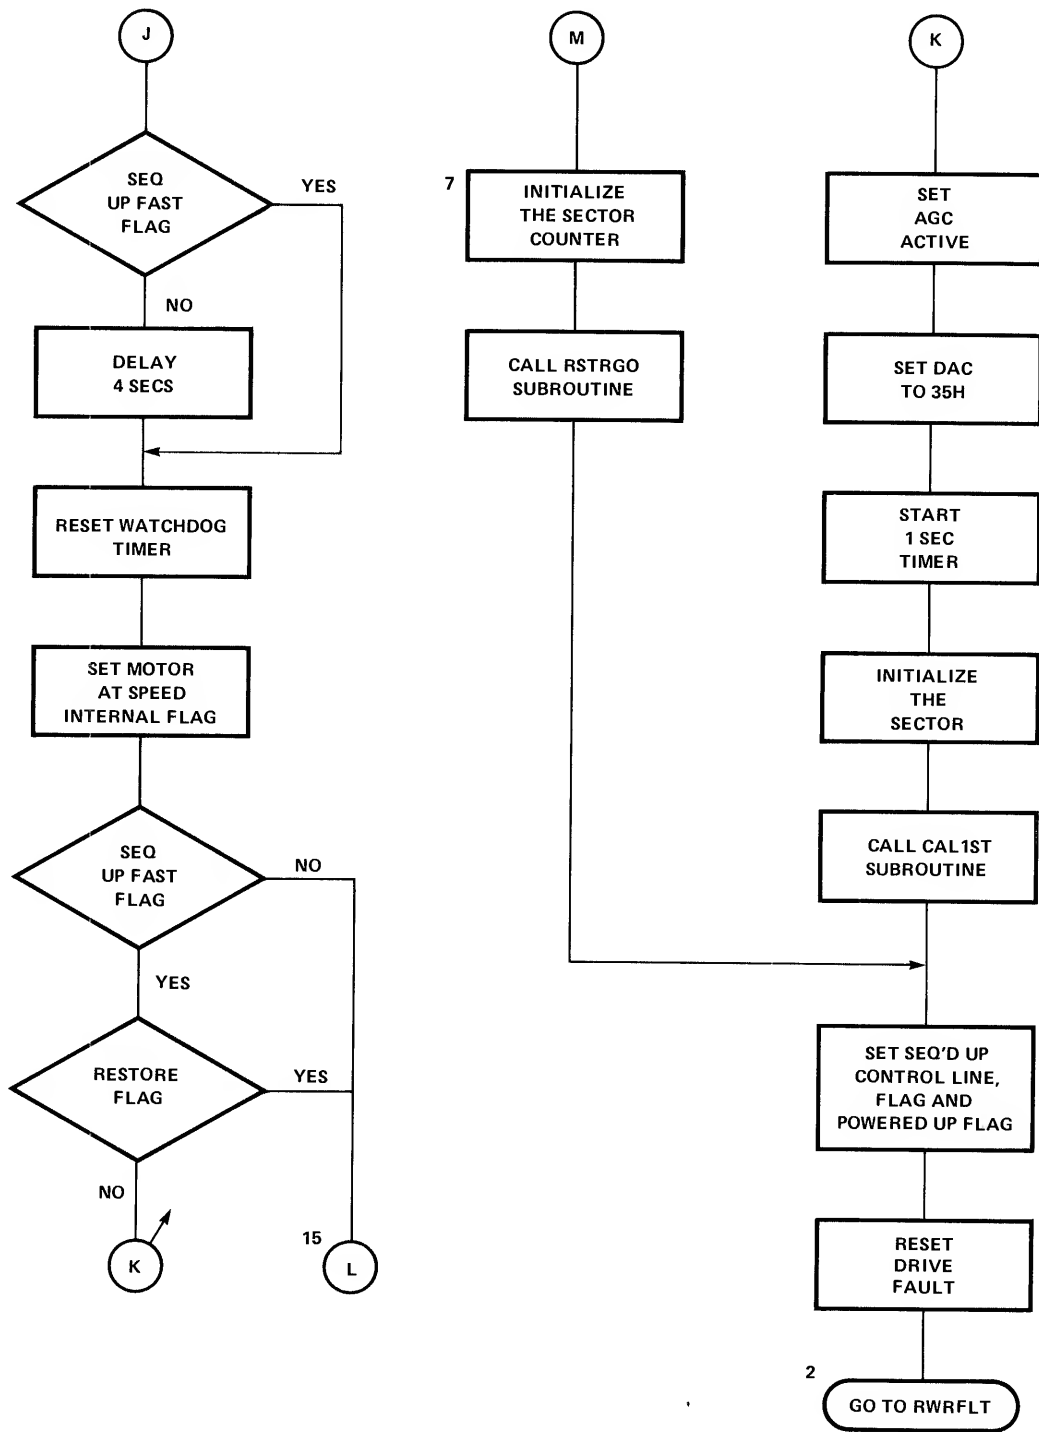 J
SEQ
UP FAST
FLAG
YES
NO
DELAY
4 SECS
RESET WATCHDOG
TIMER
SET MOTOR
AT SPEED
INTERNAL FLAG
SEQ
UP FAST
FLAG
NO
YES
RESTORE
FLAG
YES
NO
K
15
L
M
7
INITIALIZE
THE SECTOR
COUNTER
CALL RSTRGO
SUBROUTINE
K
SET
AGC
ACTIVE
SET DAC
TO 35H
START
1 SEC
TIMER
INITIALIZE
THE
SECTOR
CALL CAL1ST
SUBROUTINE
SET SEQ'D UP
CONTROL LINE,
FLAG AND
POWERED UP FLAG
RESET
DRIVE
FAULT
2
GO TO RWRFLT